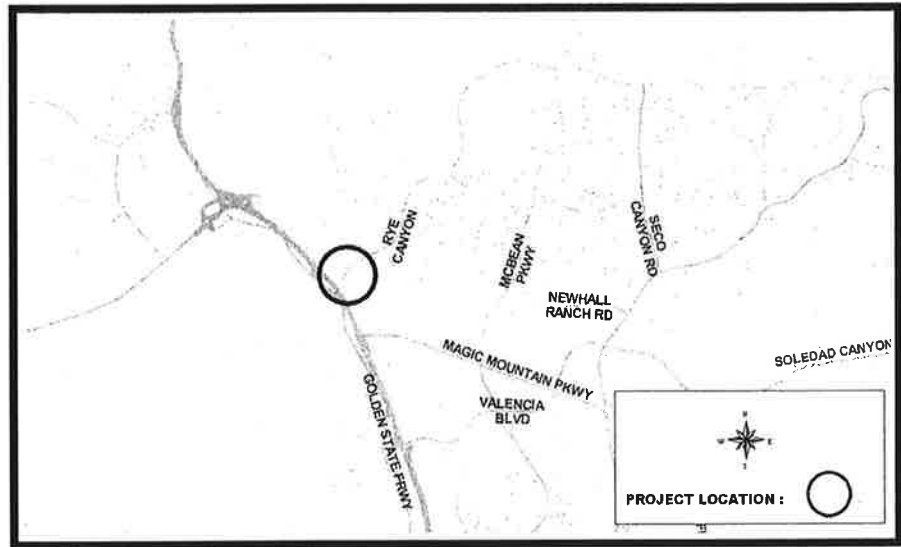 RYE
CANYON
MCBEAN
PKWY
SECO
CANYON RD
NEWHALL
RANCH RD
MAGIC MOUNTAIN PKWY
SOLEDAD CANYON
VALENCIA
BLVD
GOLDEN STATE FRWY
N
W E
PROJECT LOCATION :